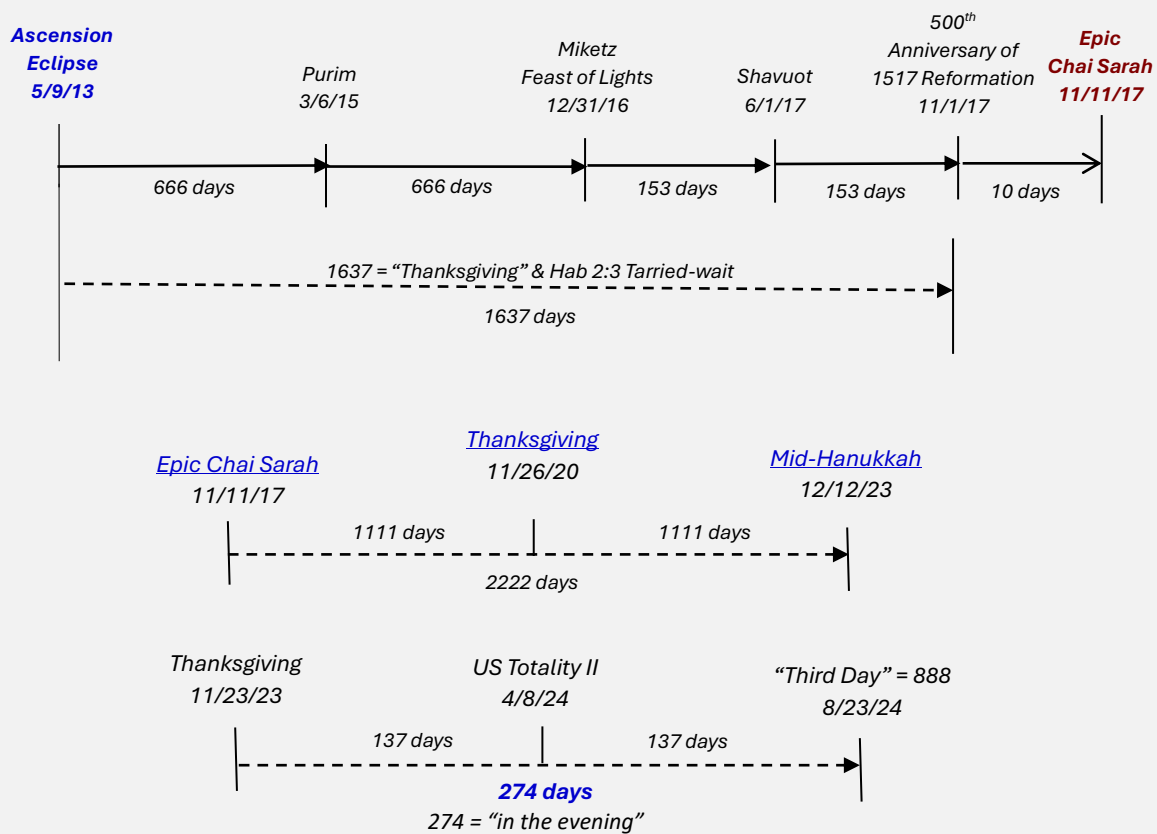 Ascension
Eclipse
5/9/13
Purim
3/6/15
Miketz
Feast of Lights
12/31/16
Shavuot
6/1/17
500th
Anniversary of
1517 Reformation
11/1/17
Epic
Chai Sarah
11/11/17
666 days
666 days
153 days
153 days
10 days
1637 = “Thanksgiving” & Hab 2:3 Tarried-wait
1637 days
Epic Chai Sarah
11/11/17
Thanksgiving
11/26/20
Mid-Hanukkah
12/12/23
1111 days
1111 days
2222 days
Thanksgiving
11/23/23
US Totality II
4/8/24
“Third Day” = 888
8/23/24
137 days
137 days
274 days
274 = “in the evening”